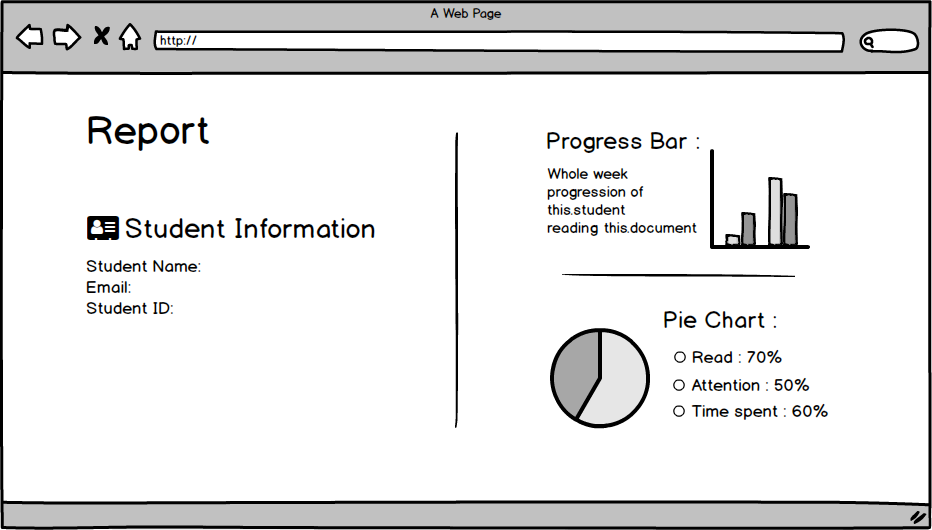 A Web Page
http://
Report
Student Information
Student Name:
Email:
Student ID:
Progress Bar :
Whole week
progression of
this.student
reading this.document
Pie Chart :
Read : 70%
Attention : 50%
Time spent : 60%